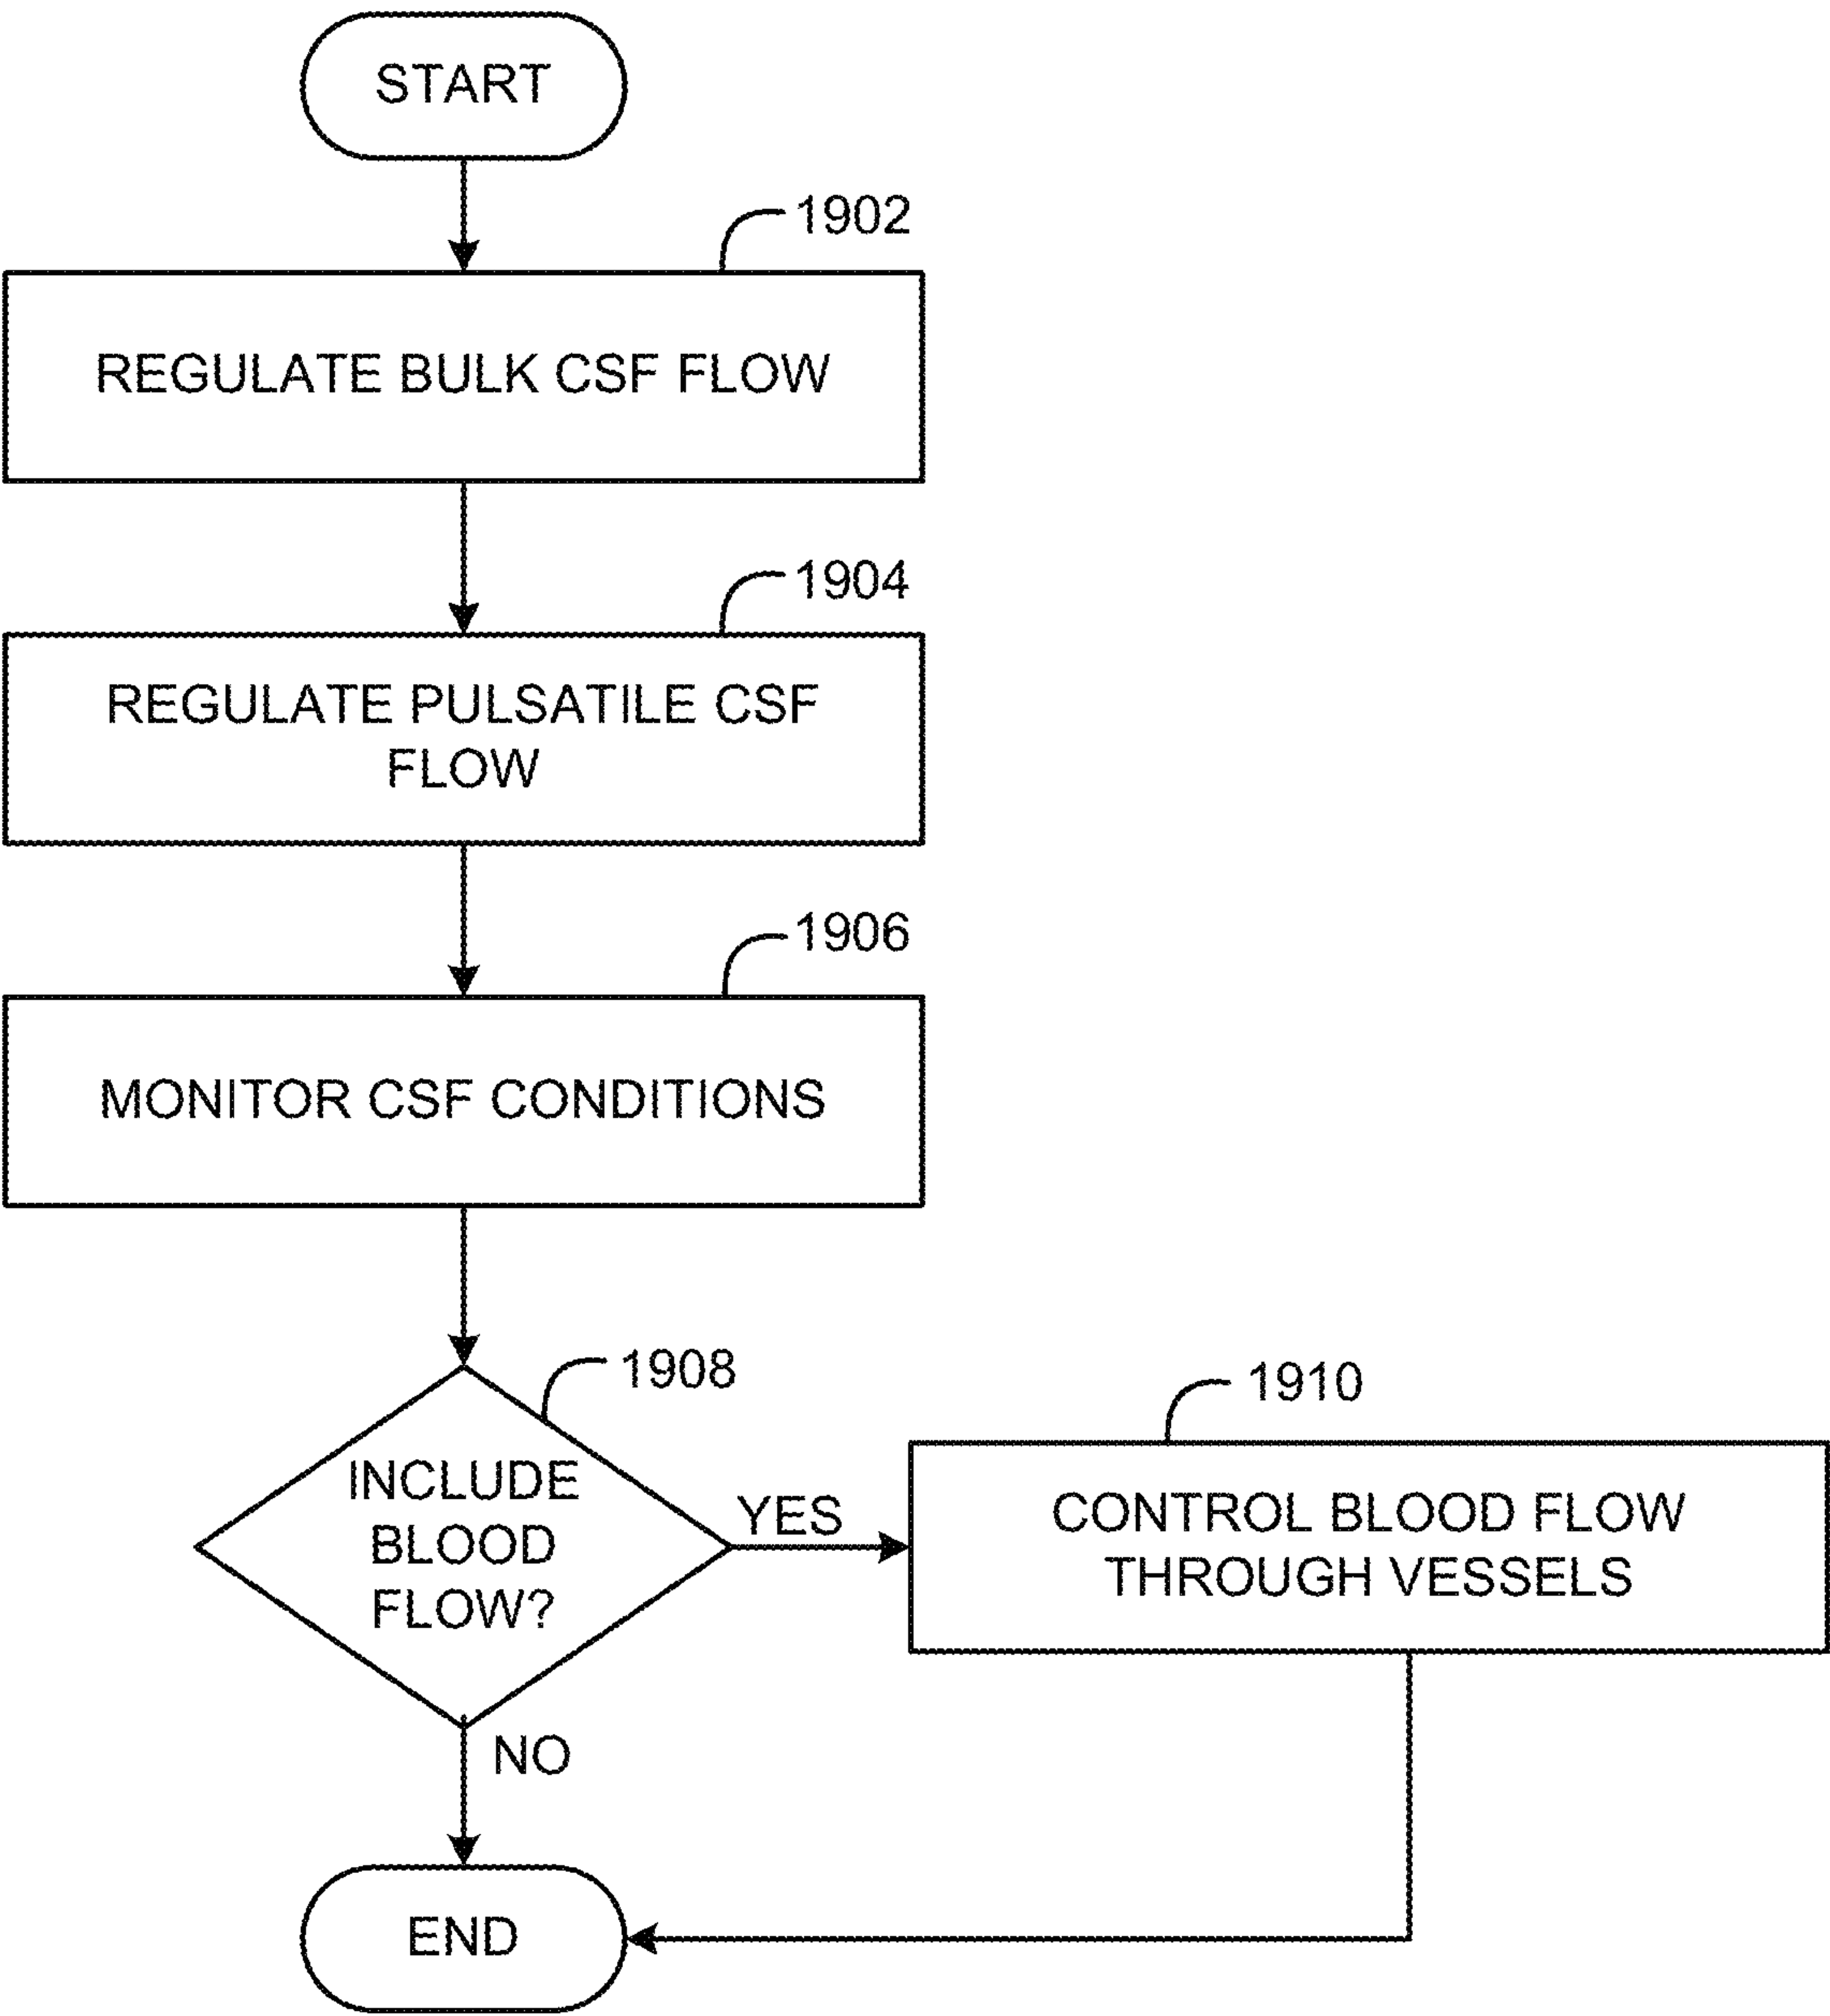 START
1902
REGULATE BULK CSF FLOW
1904
REGULATE PULSATILE CSF
FLOW
1906
MONITOR CSF CONDITIONS
1908
INCLUDE
BLOOD
FLOW?
YES
1910
CONTROL BLOOD FLOW
THROUGH VESSELS
NO
END